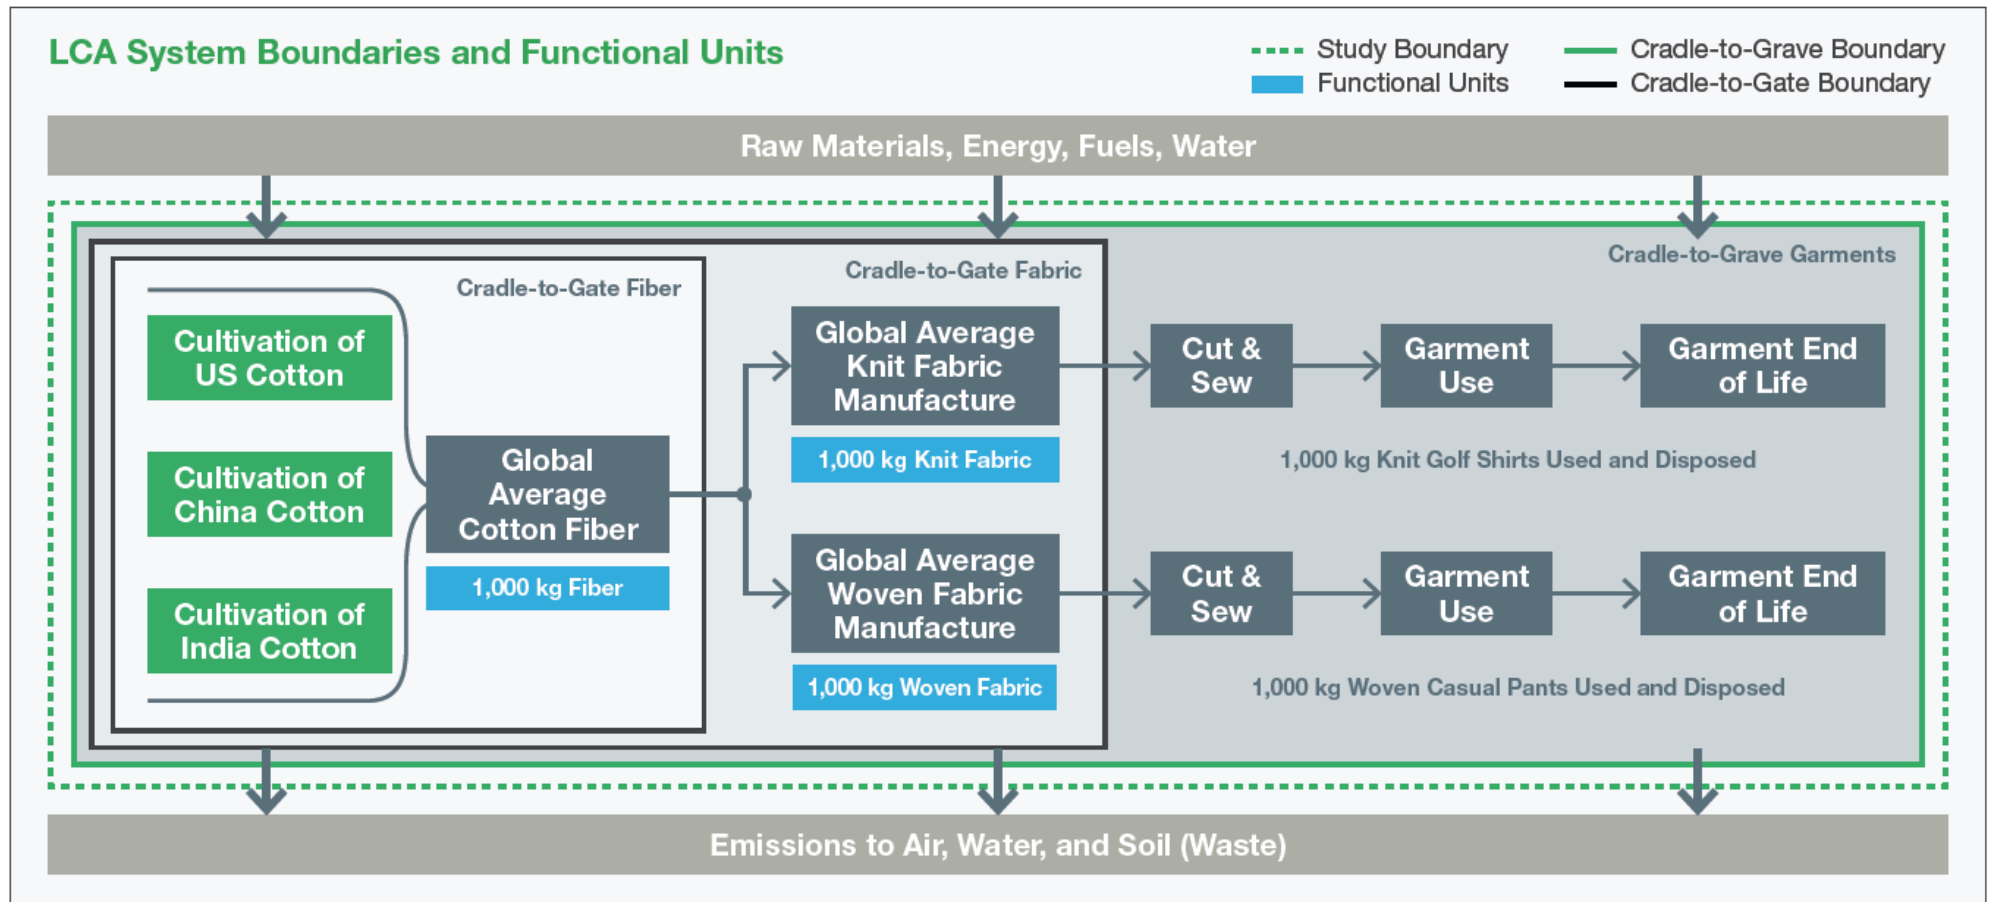 LCA System Boundaries and Functional Units
Study Boundary
Functional Units
Cradle-to-Grave Boundary
Cradle-to-Gate Boundary
Raw Materials, Energy, Fuels, Water
Cradle-to-Gate Fiber
Cultivation of
US Cotton
Cultivation of
China Cotton
Cultivation of
India Cotton
Global
Average
Cotton Fiber
1,000 kg Fiber
Cradle-to-Gate Fabric
Global Average
Knit Fabric
Manufacture
1,000 kg Knit Fabric
Global Average
Woven Fabric
Manufacture
1,000 kg Woven Fabric
Cradle-to-Grave Garments
Cut &
Sew
Garment
Use
Garment End
of Life
1,000 kg Knit Golf Shirts Used and Disposed
Cut &
Sew
Garment
Use
Garment End
of Life
1,000 kg Woven Casual Pants Used and Disposed
Emissions to Air, Water, and Soil (Waste)